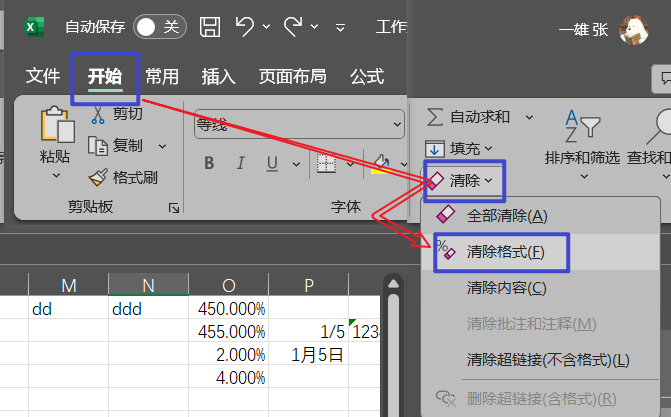 自动保存 关 工作 一雄 张
文件 开始 常用 插入 页面布局 公式
剪切
复制
格式刷
粘贴
剪贴板
等线
B I U
字体
自动求和
填充
清除
排序和筛选 查找和
全部清除(A)
清除格式(F)
清除内容(C)
清除批注和注释(M)
清除超链接(不含格式)(L)
删除超链接(含格式)(R)
M N O P
dd ddd 450.000%
455.000% 1/5 123
2.000% 1月5日
4.000%